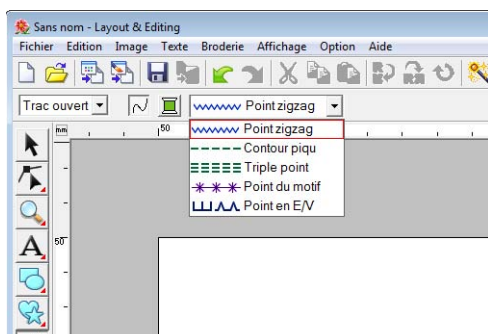 Sans nom - Layout & Editing
Fichier Edition Image Texte Broderie Affichage Option Aide
Trac ouvert Point zigzag
mm 50
Point zigzag
Contour piqu
Triple point
Point du motif
Point en E/V
A
50